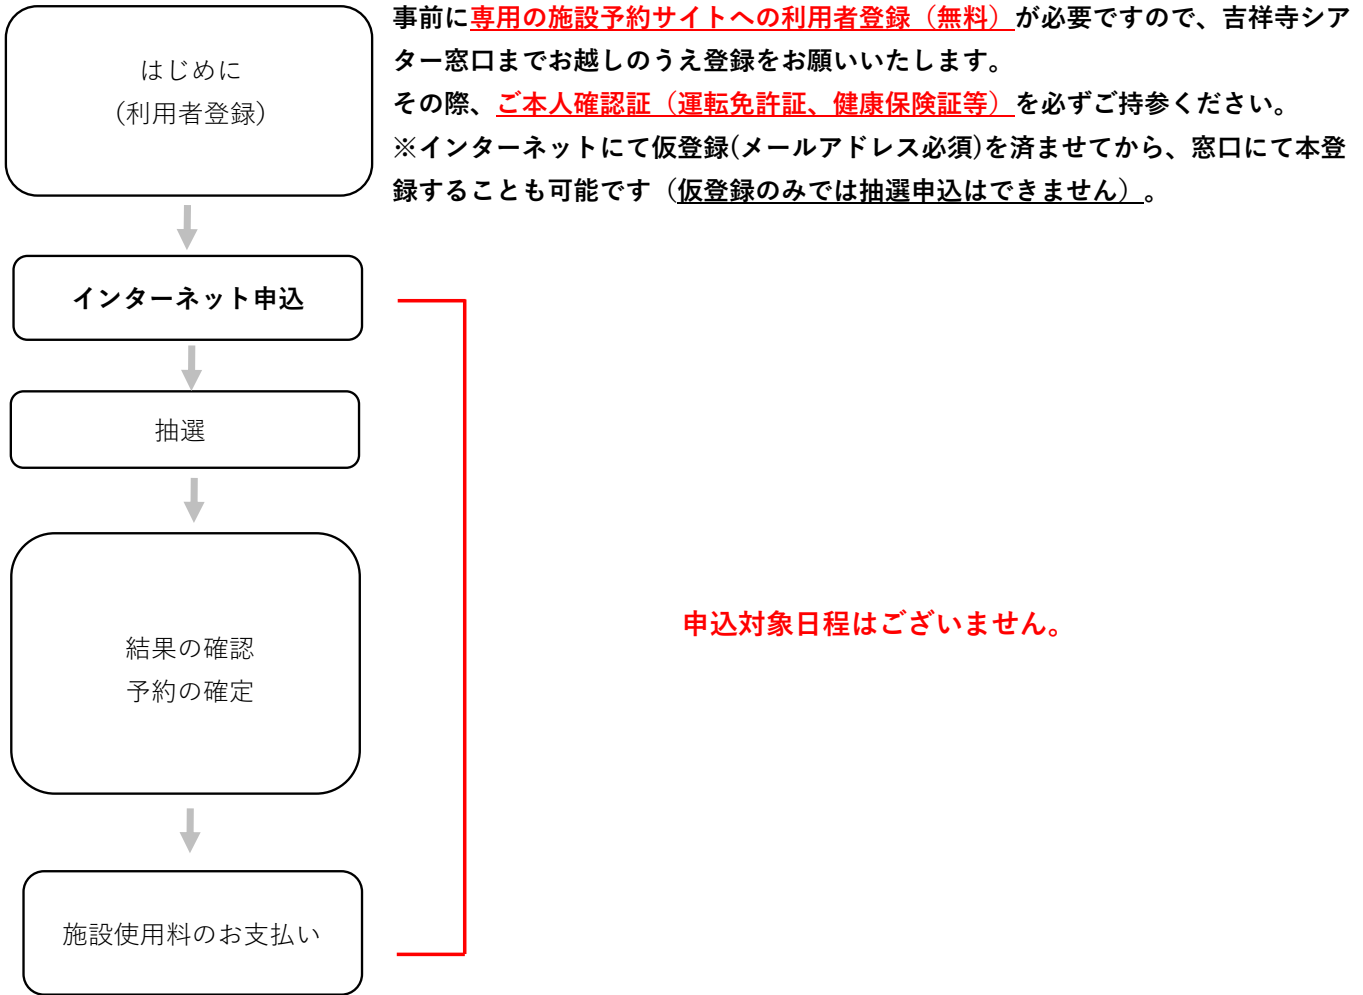 はじめに
(利用者登録)
事前に専用の施設予約サイトへの利用者登録（無料）が必要ですので、吉祥寺シア
ター窓口までお越しのうえ登録をお願いいたします。
その際、ご本人確認証（運転免許証、健康保険証等）を必ずご持参ください。
※インターネットにて仮登録(メールアドレス必須)を済ませてから、窓口にて本登
録することも可能です（仮登録のみでは抽選申込はできません）。
インターネット申込
抽選
結果の確認
予約の確定
申込対象日程はございません。
施設使用料のお支払い